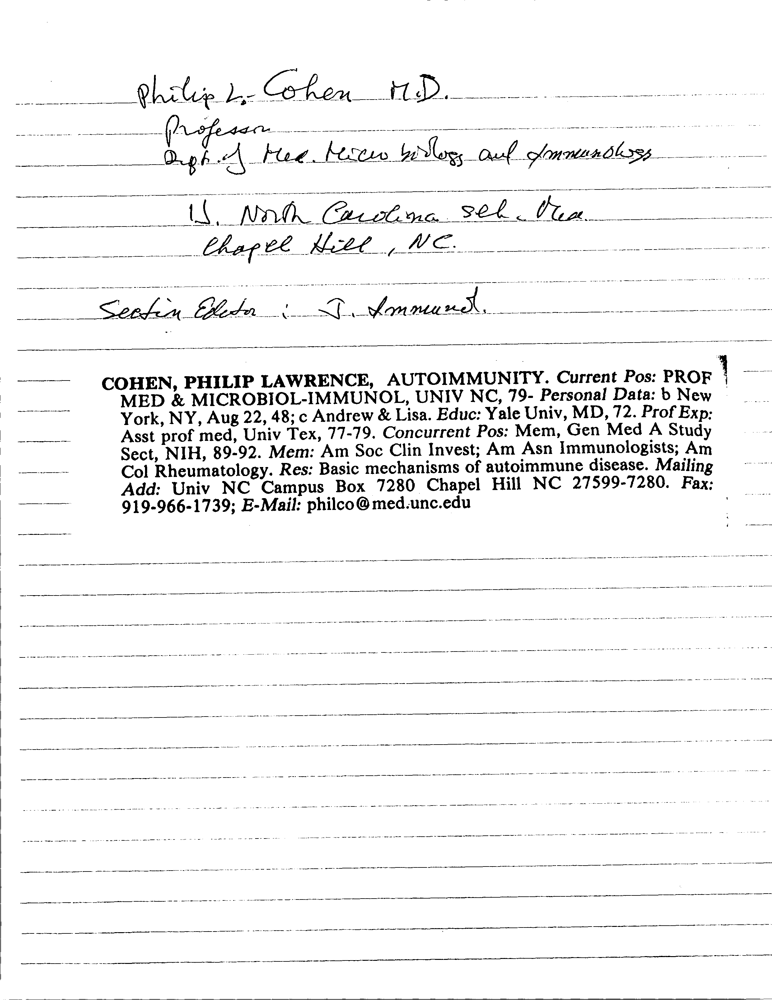 Philip L. Cohen M.D.
Professor
Dept. of Med. Microbiology and Immunology
U. North Carolina Sch. Med.
Chapel Hill, NC.
Section Editor : J. Immunol.
COHEN, PHILIP LAWRENCE, AUTOIMMUNITY. Current Pos: PROF
MED & MICROBIOL-IMMUNOL, UNIV NC, 79- Personal Data: b New
York, NY, Aug 22, 48; c Andrew & Lisa. Educ: Yale Univ, MD, 72. Prof Exp:
Asst prof med, Univ Tex, 77-79. Concurrent Pos: Mem, Gen Med A Study
Sect, NIH, 89-92. Mem: Am Soc Clin Invest; Am Asn Immunologists; Am
Col Rheumatology. Res: Basic mechanisms of autoimmune disease. Mailing
Add: Univ NC Campus Box 7280 Chapel Hill NC 27599-7280. Fax:
919-966-1739; E-Mail: philco@med.unc.edu